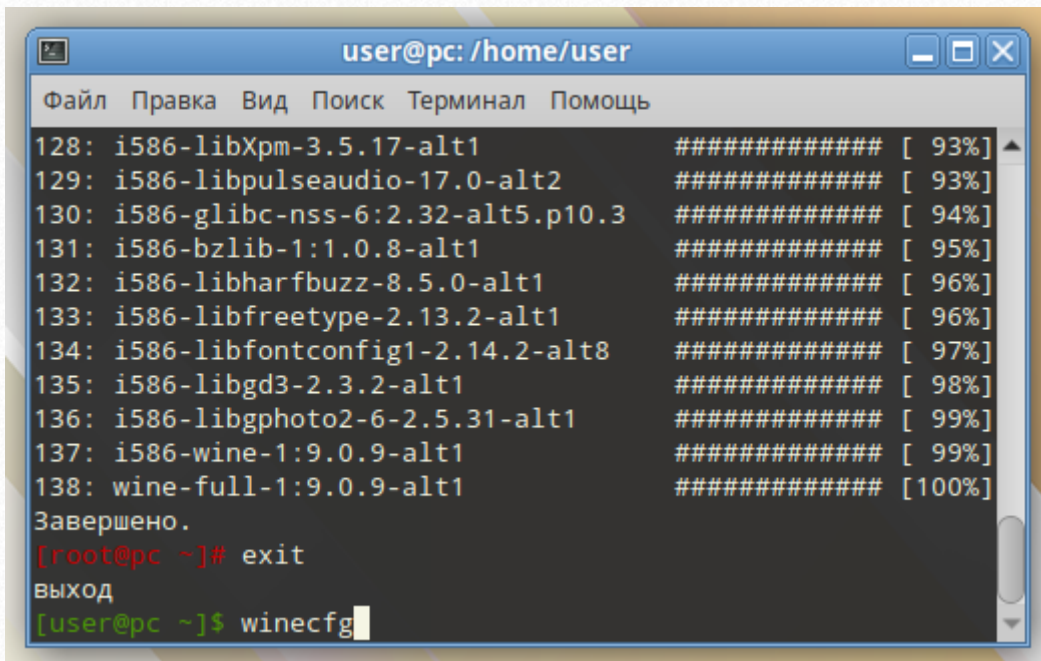 user@pc: /home/user
Файл Правка Вид Поиск Терминал Помощь
128: i586-libXpm-3.5.17-alt1 ############# [ 93%]
129: i586-libpulseaudio-17.0-alt2 ############# [ 93%]
130: i586-glibc-nss-6:2.32-alt5.p10.3 ############# [ 94%]
131: i586-bzlib-1:1.0.8-alt1 ############# [ 95%]
132: i586-libharfbuzz-8.5.0-alt1 ############# [ 96%]
133: i586-libfreetype-2.13.2-alt1 ############# [ 96%]
134: i586-libfontconfig1-2.14.2-alt8 ############# [ 97%]
135: i586-libgd3-2.3.2-alt1 ############# [ 98%]
136: i586-libgphoto2-6-2.5.31-alt1 ############# [ 99%]
137: i586-wine-1:9.0.9-alt1 ############# [ 99%]
138: wine-full-1:9.0.9-alt1 ############# [100%]
Завершено.
[root@pc ~]# exit
выход
[user@pc ~]$ winecfg